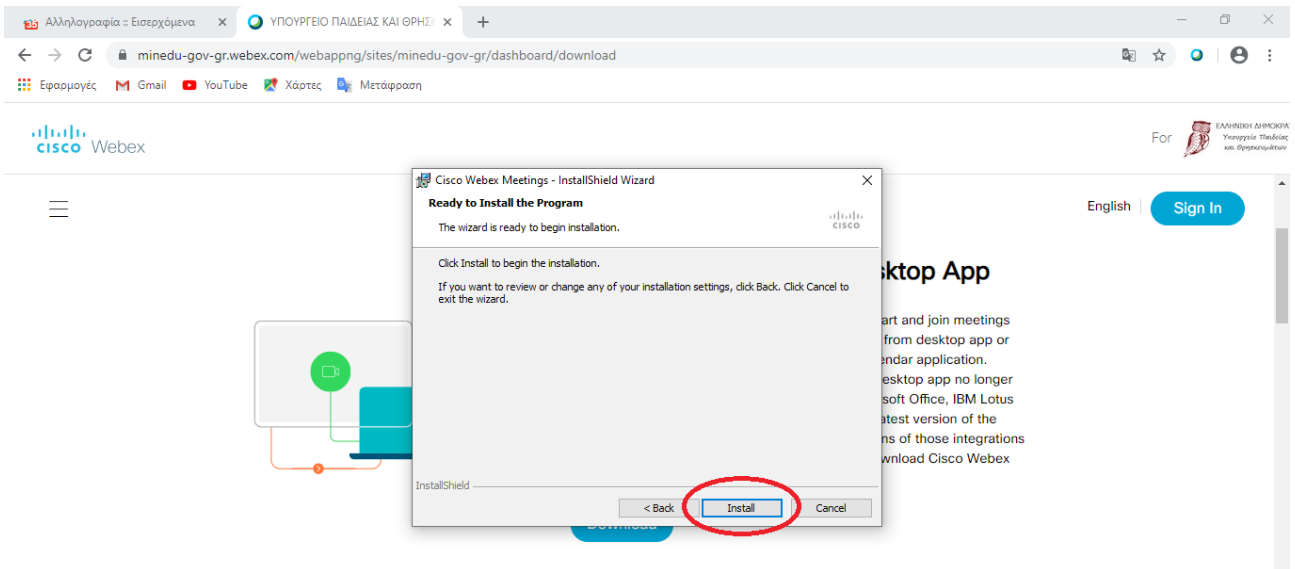 Αλληλογραφία :: Εισερχόμενα
ΥΠΟΥΡΓΕΙΟ ΠΑΙΔΕΙΑΣ ΚΑΙ ΘΡΗΣΙ
minedu-gov-gr.webex.com/webappng/sites/minedu-gov-gr/dashboard/download
Εφαρμογές Gmail YouTube Χάρτες Μετάφραση
cisco Webex
For
ΕΛΛΗΝΙΚΗ ΔΗΜΟΚΡΑΤ
Υπουργείο Παιδείας
και Θρησκευμάτων
English Sign In
Cisco Webex Meetings - InstallShield Wizard
Ready to Install the Program
The wizard is ready to begin installation.
cisco
Click Install to begin the installation.
If you want to review or change any of your installation settings, click Back. Click Cancel to
exit the wizard.
InstallShield
< Back Install Cancel
sktop App
art and join meetings
from desktop app or
endar application.
esktop app no longer
soft Office, IBM Lotus
atest version of the
ns of those integrations
wnload Cisco Webex
Download